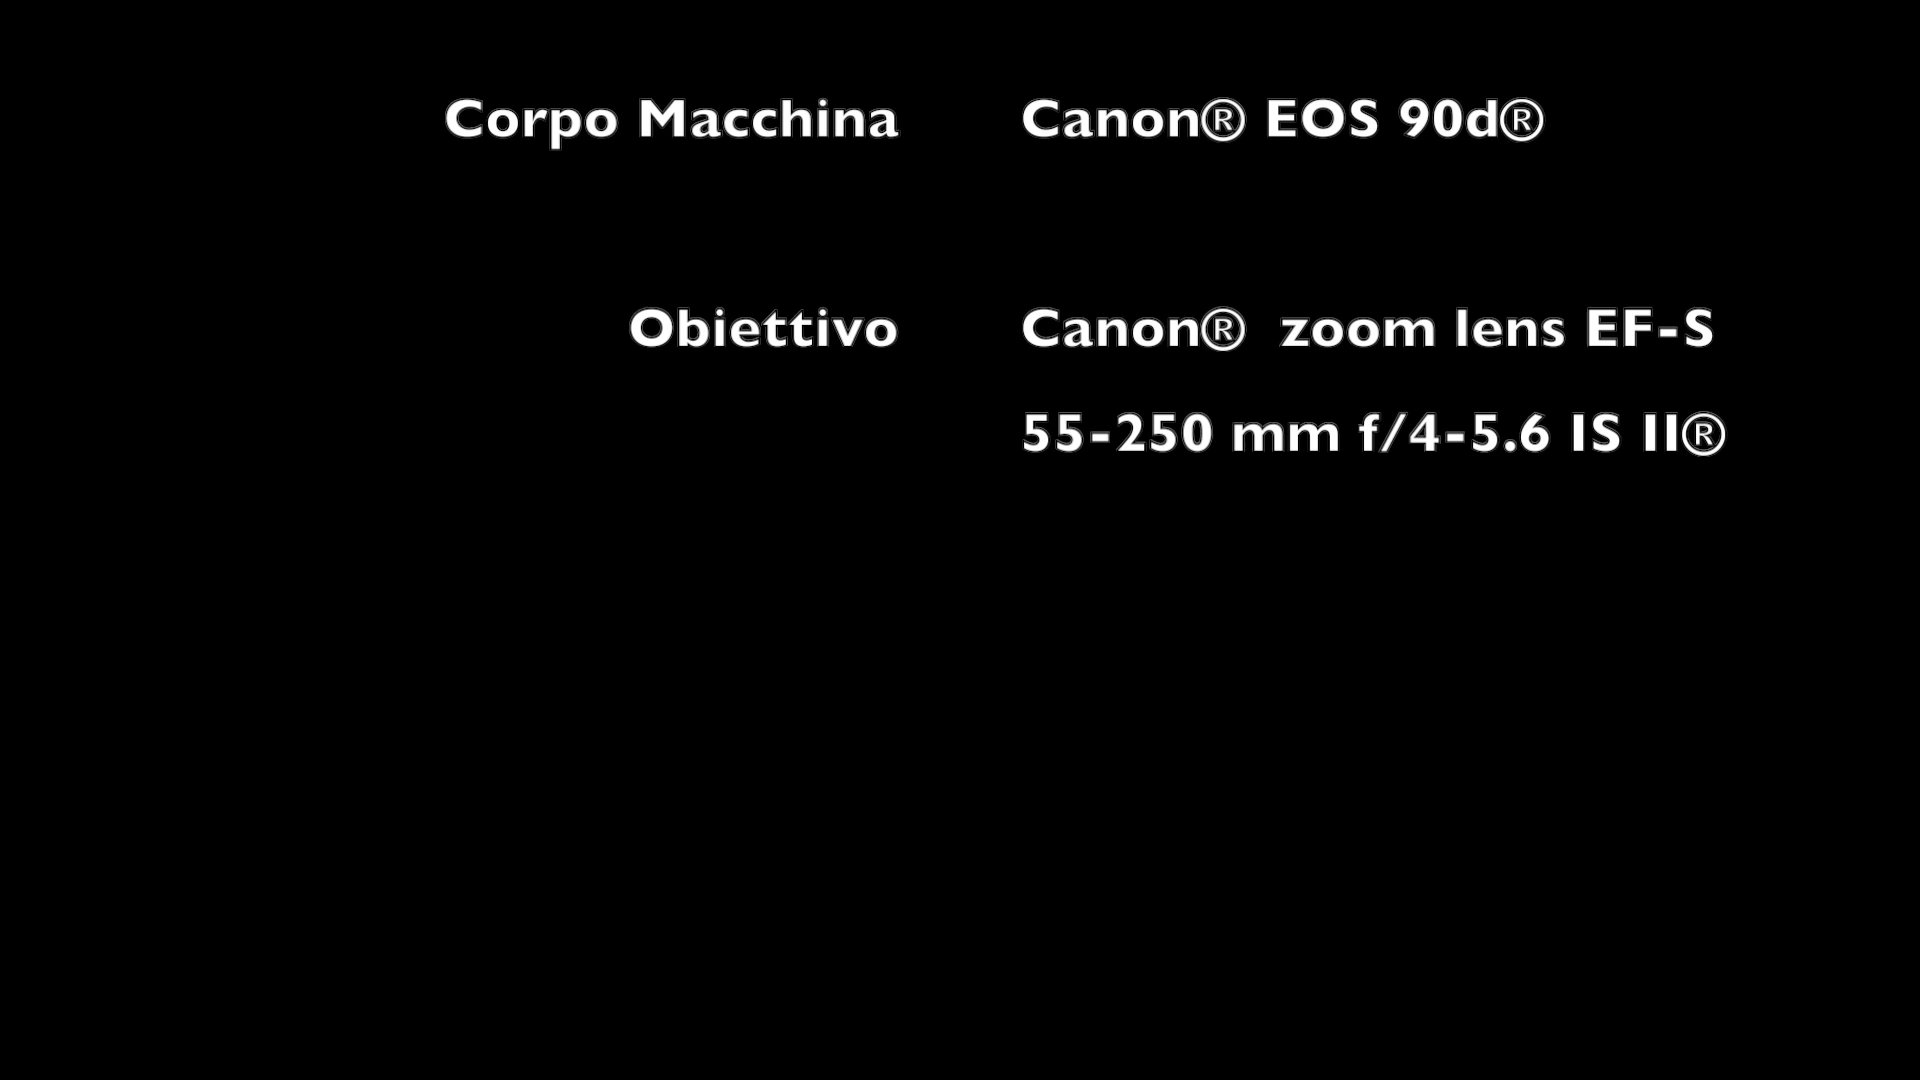 Corpo Macchina Canon® EOS 90d®
Obiettivo Canon®  zoom lens EF-S
55-250 mm f/4-5.6 IS II®